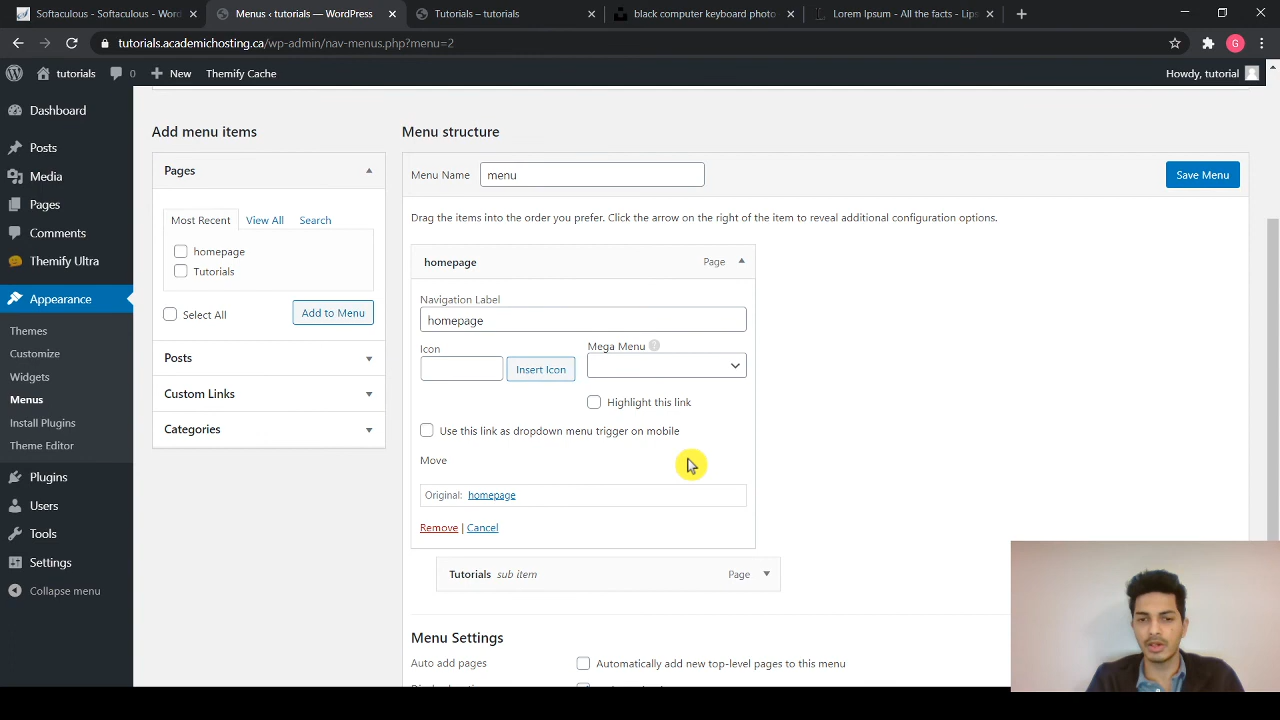 Softaculous - Softaculous - Wor
Menus ‹ tutorials — WordPress
Tutorials – tutorials
black computer keyboard photo
Lorem Ipsum - All the facts - Lips
tutorials.academichosting.ca/wp-admin/nav-menus.php?menu=2
G
tutorials
0
New
Themify Cache
Howdy, tutorial
Dashboard
Posts
Media
Pages
Comments
Themify Ultra
Appearance
Themes
Customize
Widgets
Menus
Install Plugins
Theme Editor
Plugins
Users
Tools
Settings
Collapse menu
Add menu items
Pages
Most Recent
View All
Search
homepage
Tutorials
Select All
Add to Menu
Posts
Custom Links
Categories
Menu structure
Menu Name
menu
Save Menu
Drag the items into the order you prefer. Click the arrow on the right of the item to reveal additional configuration options.
homepage
Page
Navigation Label
homepage
Icon
Insert Icon
Mega Menu ?
Highlight this link
Use this link as dropdown menu trigger on mobile
Move
Original: homepage
Remove | Cancel
Tutorials sub item
Page
Menu Settings
Auto add pages
Automatically add new top-level pages to this menu